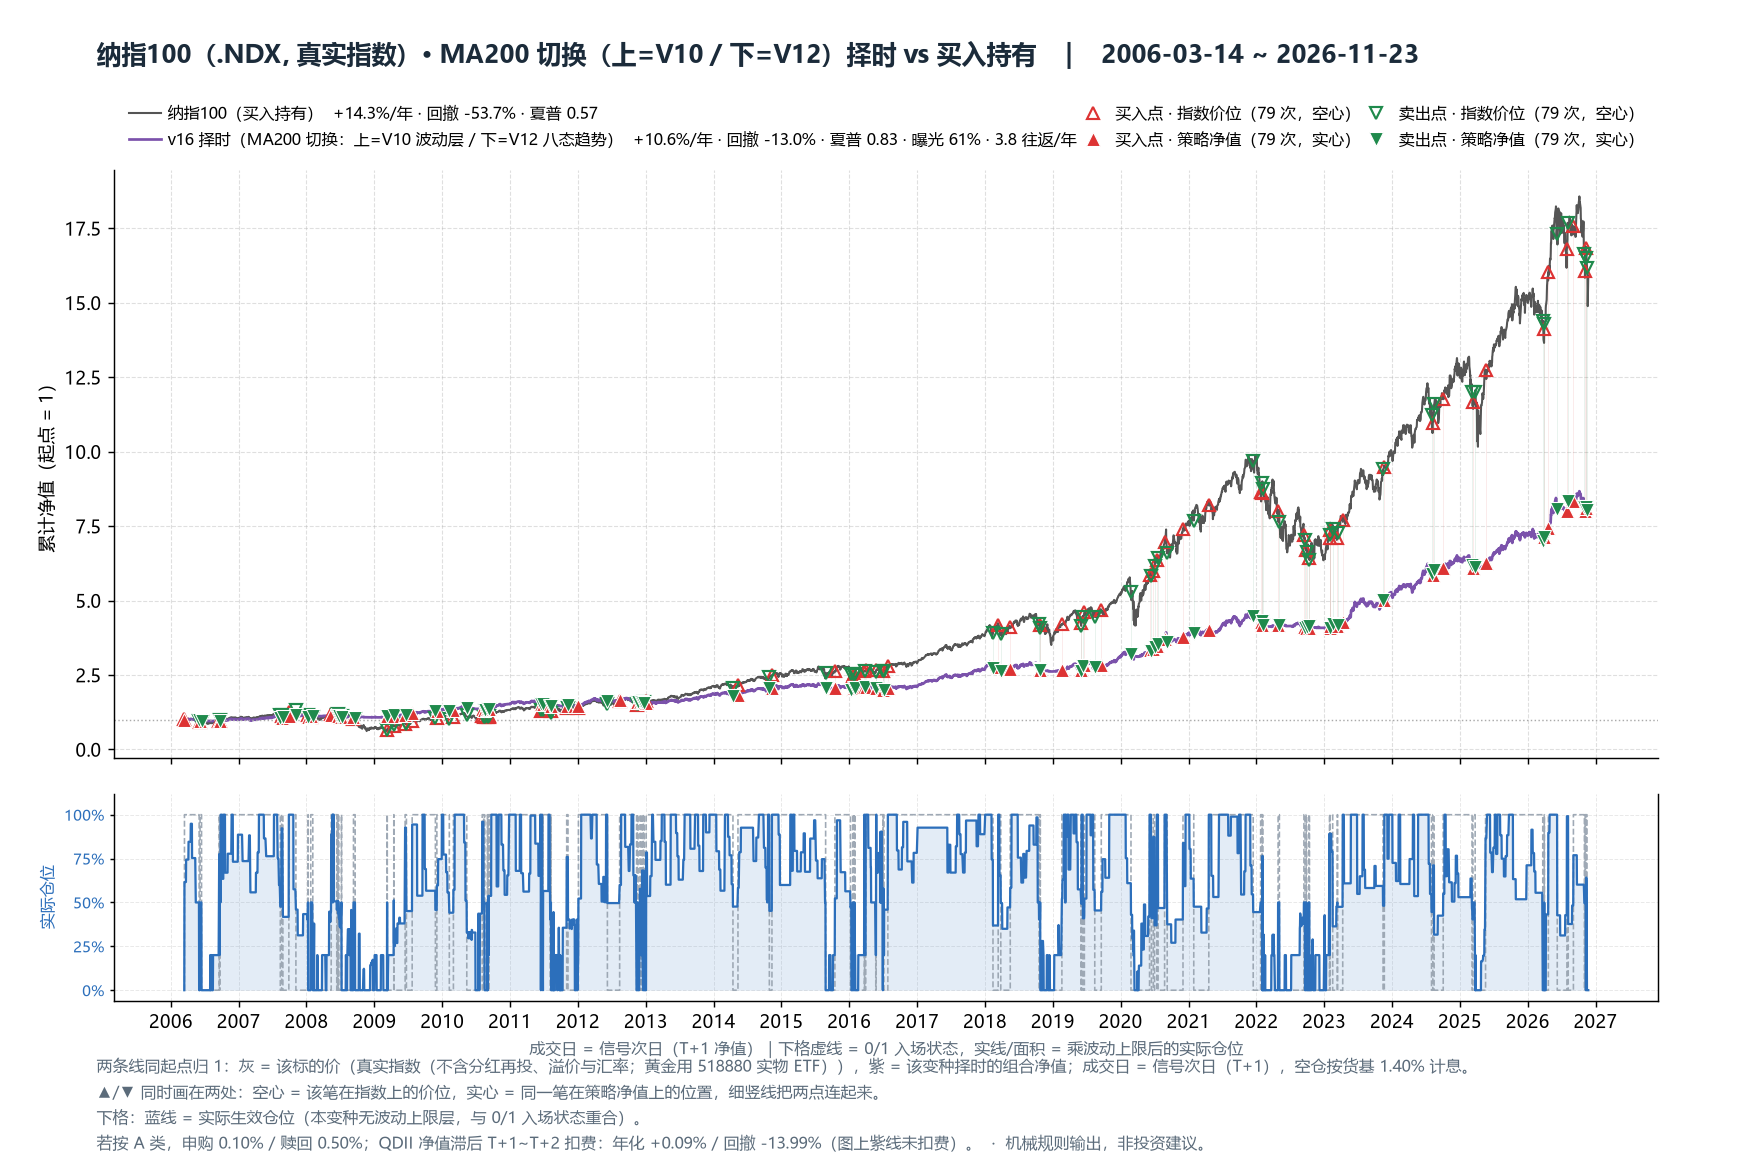 纳指100（.NDX, 真实指数）• MA200 切换（上=V10 / 下=V12）择时 vs 买入持有 | 2006-03-14 ~ 2026-11-23
纳指100（买入持有） +14.3%/年 · 回撤 -53.7% · 夏普 0.57
v16 择时（MA200 切换：上=V10 波动层 / 下=V12 八态趋势） +10.6%/年 · 回撤 -13.0% · 夏普 0.83 · 曝光 61% · 3.8 往返/年
买入点 · 指数价位（79 次，空心）
卖出点 · 指数价位（79 次，空心）
买入点 · 策略净值（79 次，实心）
卖出点 · 策略净值（79 次，实心）
累计净值（起点 = 1）
17.5
15.0
12.5
10.0
7.5
5.0
2.5
0.0
实际仓位
100%
75%
50%
25%
0%
2006 2007 2008 2009 2010 2011 2012 2013 2014 2015 2016 2017 2018 2019 2020 2021 2022 2023 2024 2025 2026 2027
成交日 = 信号次日（T+1 净值）｜下格虚线 = 0/1 入场状态，实线/面积 = 乘波动上限后的实际仓位
两条线同起点归 1：灰 = 该标的价（真实指数（不含分红再投、溢价与汇率；黄金用 518880 实物 ETF）），紫 = 该变种择时的组合净值；成交日 = 信号次日（T+1），空仓按货基 1.40% 计息。
▲/▼ 同时画在两处：空心 = 该笔在指数上的价位，实心 = 同一笔在策略净值上的位置，细竖线把两点连起来。
下格：蓝线 = 实际生效仓位（本变种无波动上限层，与 0/1 入场状态重合）。
若按 A 类，申购 0.10% / 赎回 0.50%；QDII 净值滞后 T+1~T+2 扣费：年化 +0.09% / 回撤 -13.99%（图上紫线未扣费）。 · 机械规则输出，非投资建议。